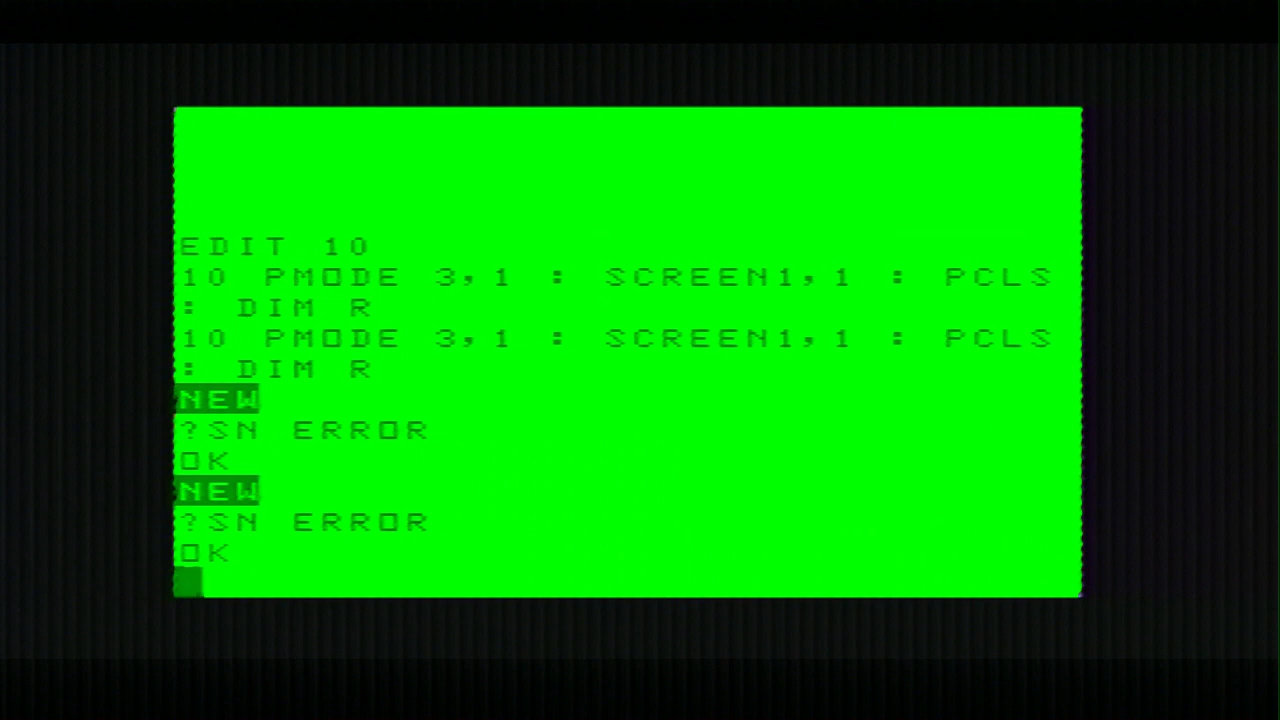 EDIT 10
10 PMODE 3,1 : SCREEN1,1 : PCLS
: DIM R
10 PMODE 3,1 : SCREEN1,1 : PCLS
: DIM R
NEW
?SN ERROR
OK
NEW
?SN ERROR
OK